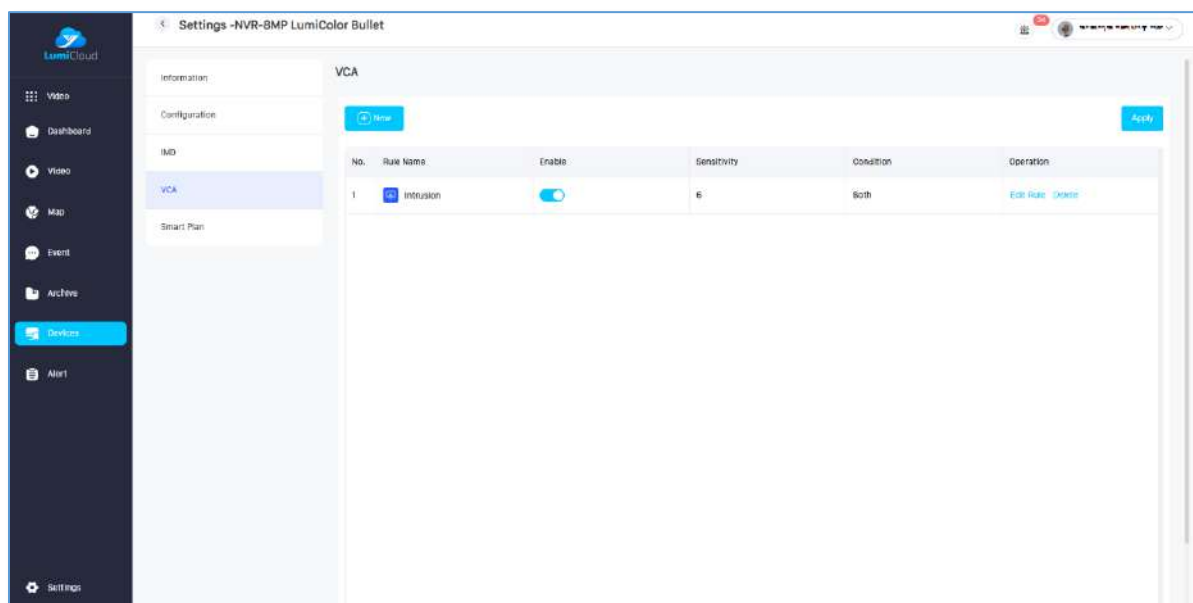 LumiCloud
Video
Dashboard
Video
Map
Event
Archive
Devices
Alert
Settings
Settings -NVR-8MP LumiColor Bullet
Information
Configuration
IMD
VCA
Smart Plan
VCA
New
Apply
No. Rule Name Enable Sensitivity Condition Operation
1 Intrusion 6 Both Edit Rule Delete